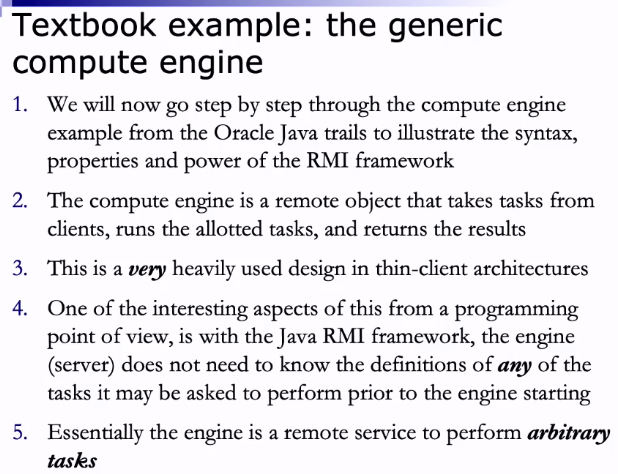 Textbook example: the generic
compute engine
1. We will now go step by step through the compute engine
example from the Oracle Java trails to illustrate the syntax,
properties and power of the RMI framework
2. The compute engine is a remote object that takes tasks from
clients, runs the allotted tasks, and returns the results
3. This is a very heavily used design in thin-client architectures
4. One of the interesting aspects of this from a programming
point of view, is with the Java RMI framework, the engine
(server) does not need to know the definitions of any of the
tasks it may be asked to perform prior to the engine starting
5. Essentially the engine is a remote service to perform arbitrary
tasks